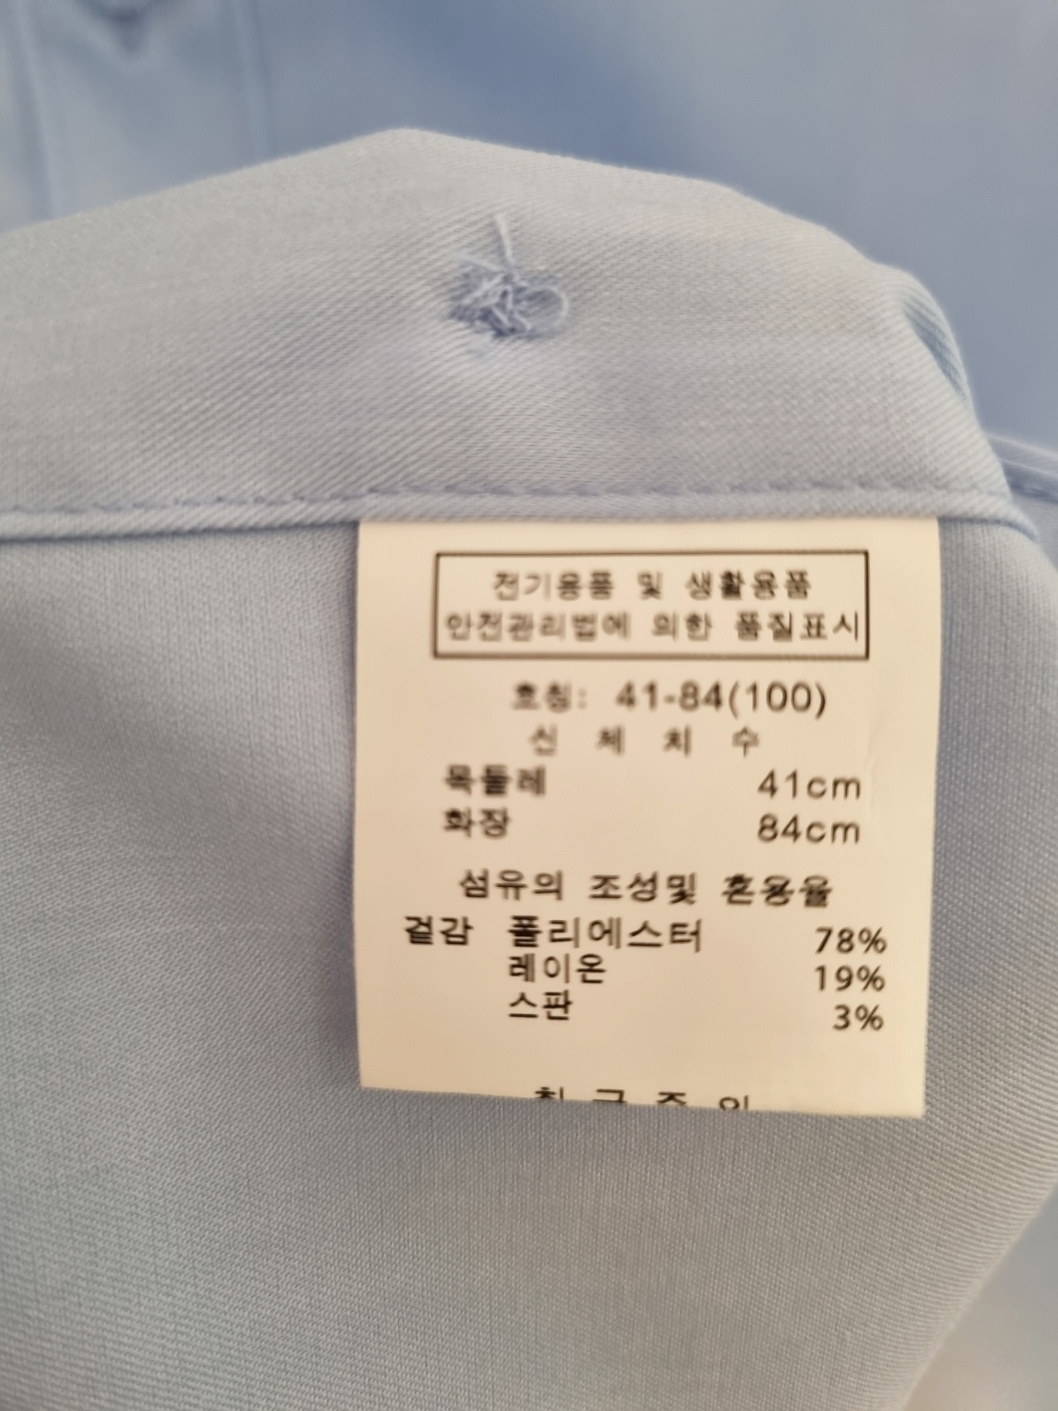 전기용품 및 생활용품
안전관리법에 의한 품질표시
호칭: 41-84(100)
신 체 치 수
목둘레 41cm
화장 84cm
섬유의 조성및 혼용율
겉감 폴리에스터 78%
레이온 19%
스판 3%